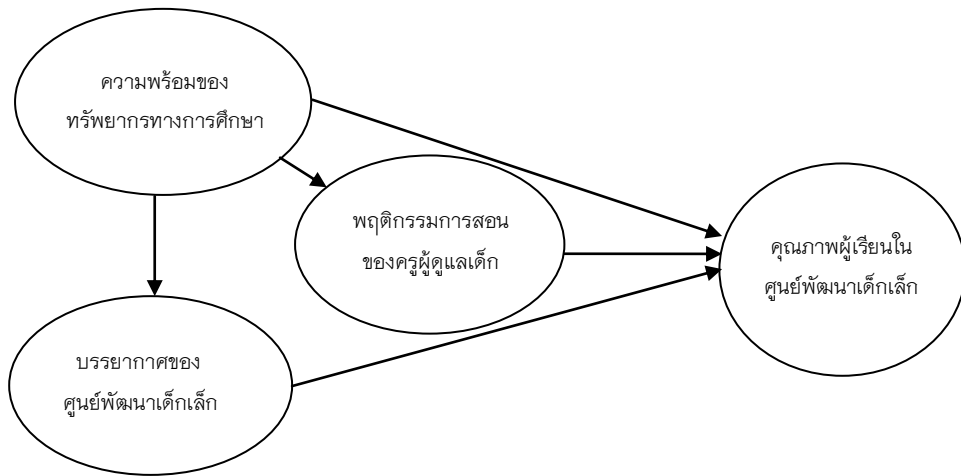 ความพร้อมของ
ทรัพยากรทางการศึกษา
พฤติกรรมการสอน
ของครูผู้ดูแลเด็ก
คุณภาพผู้เรียนใน
ศูนย์พัฒนาเด็กเล็ก
บรรยากาศของ
ศูนย์พัฒนาเด็กเล็ก